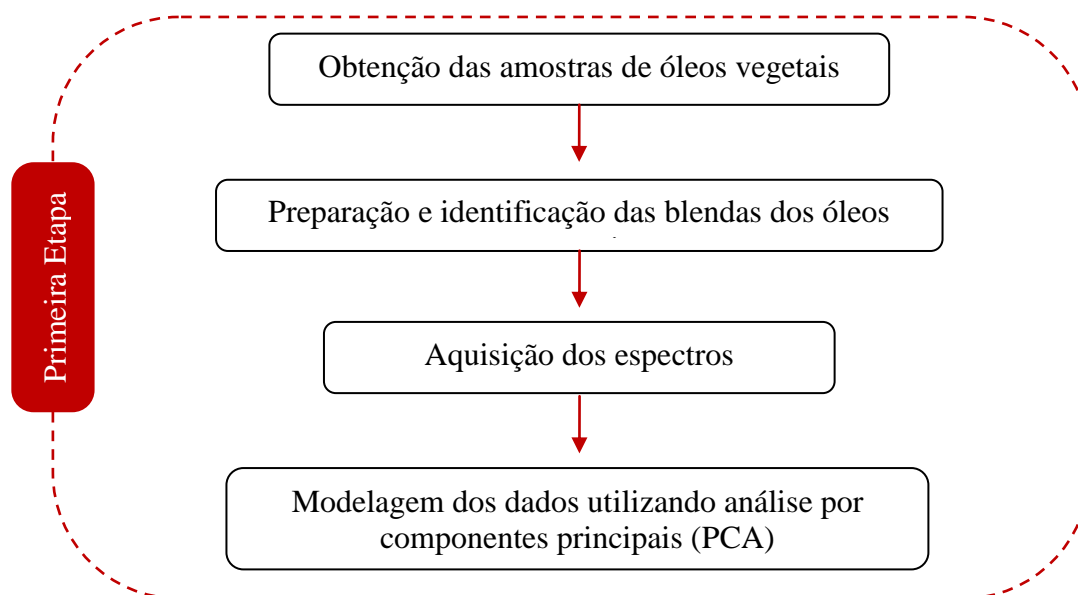 Obtenção das amostras de óleos vegetais
Preparação e identificação das blendas dos óleos
Primeira Etapa
Aquisição dos espectros
Modelagem dos dados utilizando análise por
componentes principais (PCA)